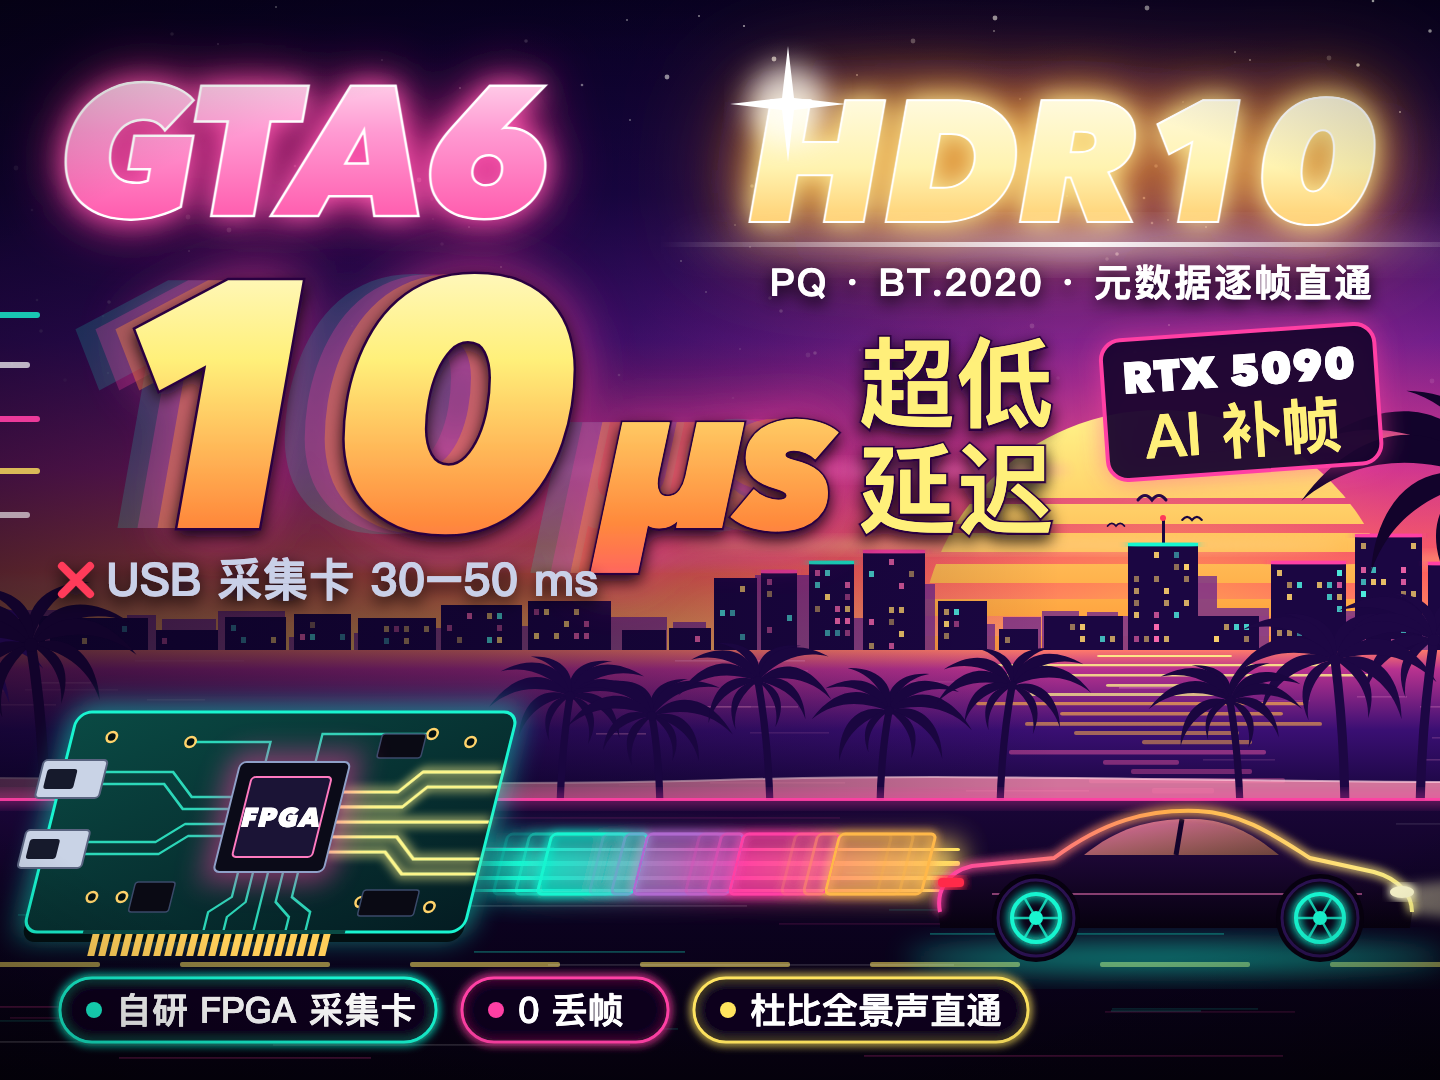 GTA6
HDR10
PQ · BT.2020 · 元数据逐帧直通
10 µs
超低
延迟
RTX 5090
AI 补帧
❌ USB 采集卡 30–50 ms
FPGA
自研 FPGA 采集卡
0 丢帧
杜比全景声直通